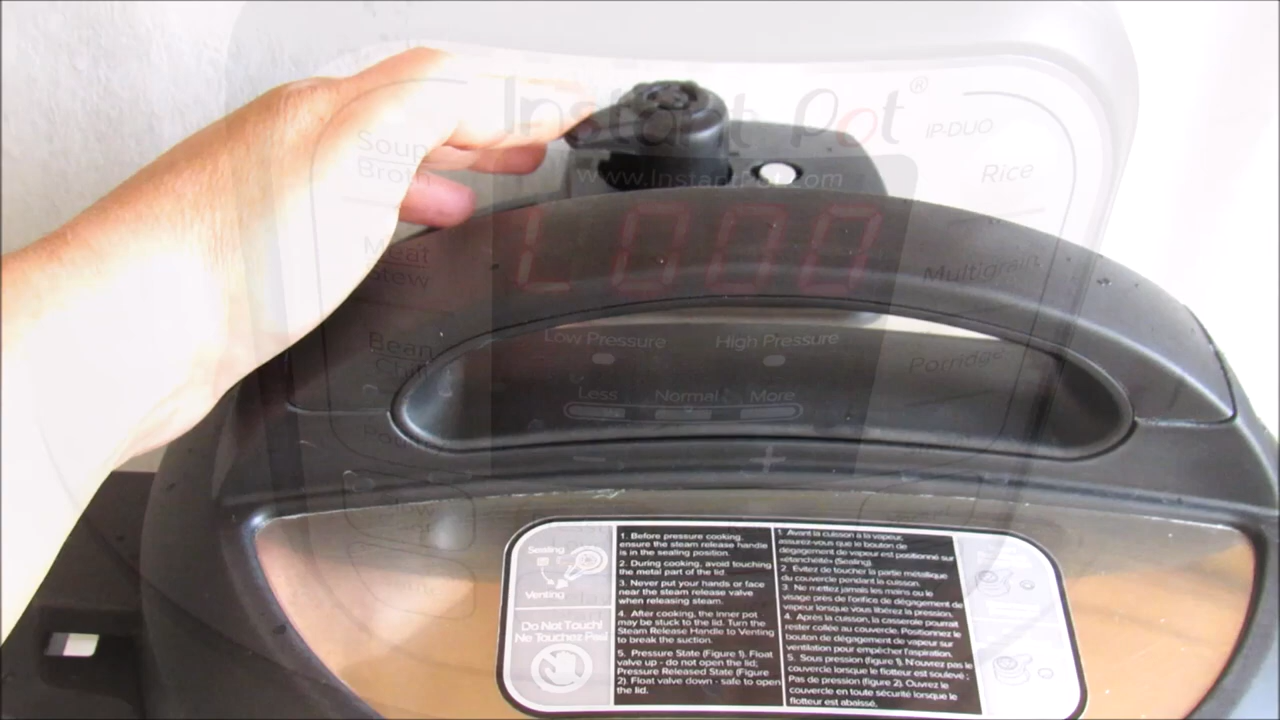 Instant Pot®
IP-DUO
www.InstantPot.com
Soup
Broth
Rice
L000
Meat
Stew
Multigrain
Low Pressure
High Pressure
Bean
Chili
Porridge
Less
Normal
More
− +
Sealing
Venting
Do Not Touch!
Ne Touchez Pas!
1. Before pressure cooking,
ensure the steam release handle
is in the sealing position.
2. During cooking, avoid touching
the metal part of the lid.
3. Never put your hands or face
near the steam release valve
when releasing steam.
4. After cooking, the inner pot
may be stuck to the lid. Turn the
Steam Release Handle to Venting
to break the suction.
5. Pressure State (Figure 1). Float
valve up - do not open the lid;
Pressure Released State (Figure
2). Float valve down - safe to open
the lid.
1. Avant la cuisson à la vapeur,
assurez-vous que le bouton de
dégagement de vapeur est positionné sur
«étanchéité» (Sealing).
2. Évitez de toucher la partie métallique
du couvercle pendant la cuisson.
3. Ne mettez jamais les mains ou le
visage près de l'orifice de dégagement de
vapeur lorsque vous libérez la pression.
4. Après la cuisson, la casserole pourrait
rester collée au couvercle. Positionnez le
bouton de dégagement de vapeur sur
ventilation pour empêcher l'aspiration.
5. Sous pression (figure 1). N'ouvrez pas le
couvercle lorsque le flotteur est soulevé ;
Pas de pression (figure 2). Ouvrez le
couvercle en toute sécurité lorsque le
flotteur est abaissé.